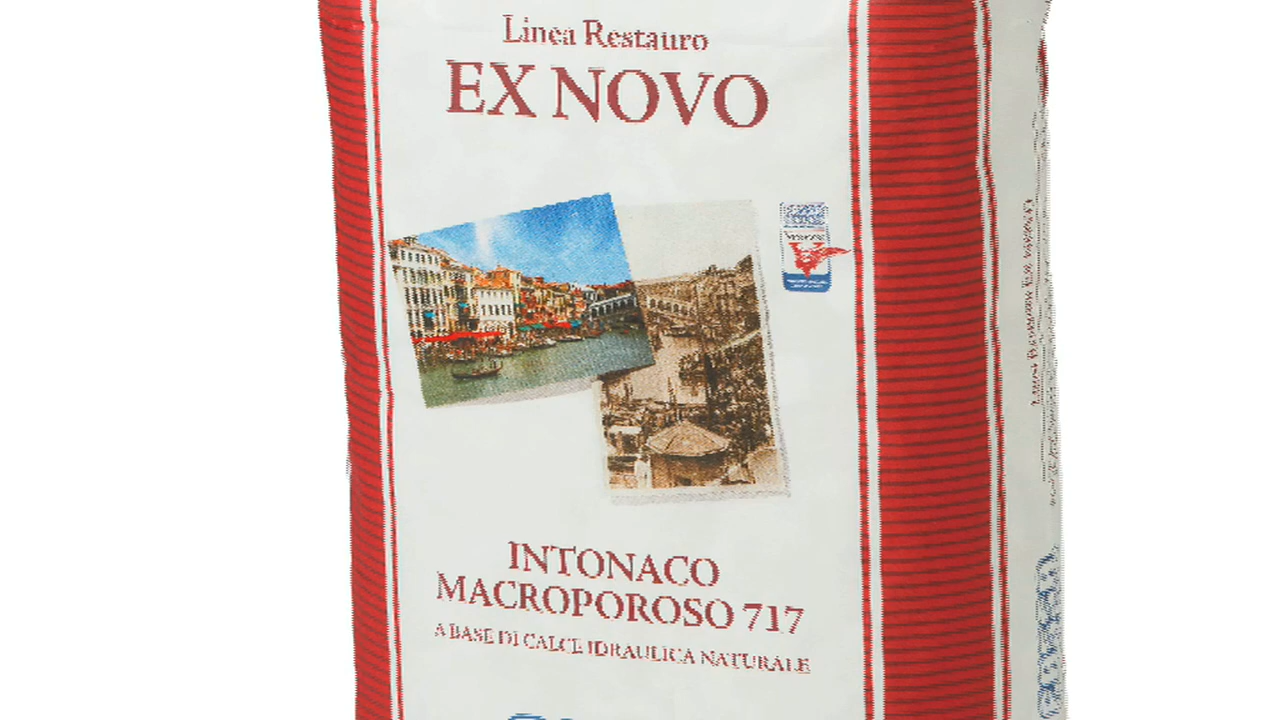 Linea Restauro
EX NOVO
INTONACO
MACROPOROSO 717
A BASE DI CALCE IDRAULICA NATURALE